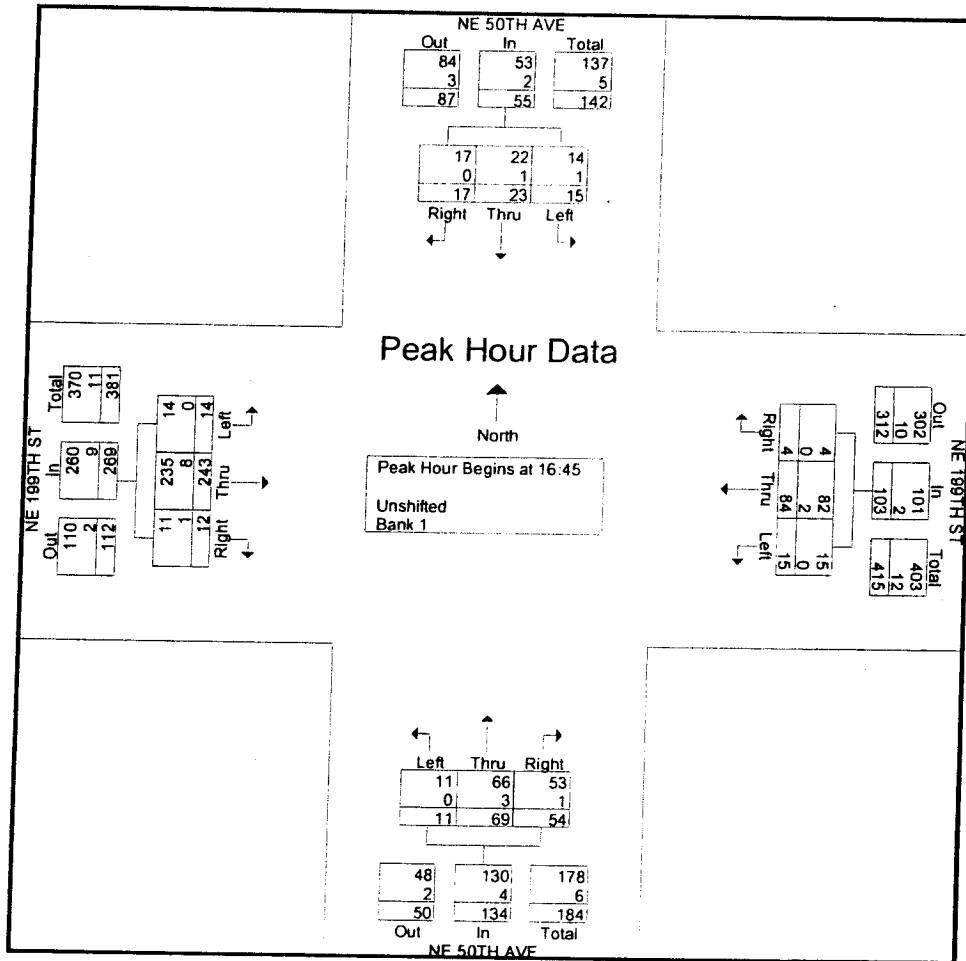 NE 50TH AVE
Out In Total
84 53 137
3 2 5
87 55 142
17 22 14
0 1 1
17 23 15
Right Thru Left
Peak Hour Data
North
Peak Hour Begins at 16:45
Unshifted
Bank 1
NE 199TH ST
Total In Out
370 260 110
11 9 2
381 269 112
14 235 11
0 8 1
14 243 12
Left Thru Right
NE 199TH ST
Out In Total
302 101 403
10 2 12
312 103 415
4 82 15
0 2 0
4 84 15
Right Thru Left
Left Thru Right
11 66 53
0 3 1
11 69 54
48 130 178
2 4 6
50 134 184
Out In Total
NE 50TH AVE